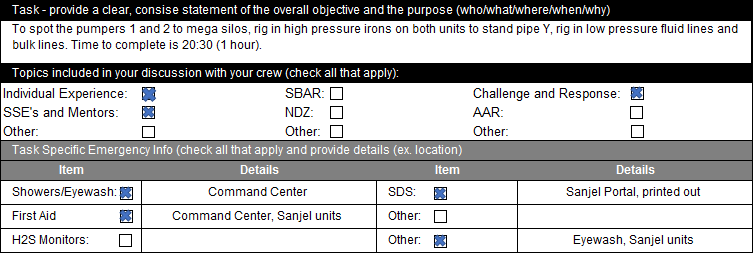 Task - provide a clear, consise statement of the overall objective and the purpose (who/what/where/when/why)
To spot the pumpers 1 and 2 to mega silos, rig in high pressure irons on both units to stand pipe Y, rig in low pressure fluid lines and
bulk lines. Time to complete is 20:30 (1 hour).
Topics included in your discussion with your crew (check all that apply):
Individual Experience: SBAR: Challenge and Response:
SSE's and Mentors: NDZ: AAR:
Other: Other: Other:
Task Specific Emergency Info (check all that apply and provide details (ex. location)
Item Details Item Details
Showers/Eyewash: Command Center SDS: Sanjel Portal, printed out
First Aid Command Center, Sanjel units Other:
H2S Monitors: Other: Eyewash, Sanjel units